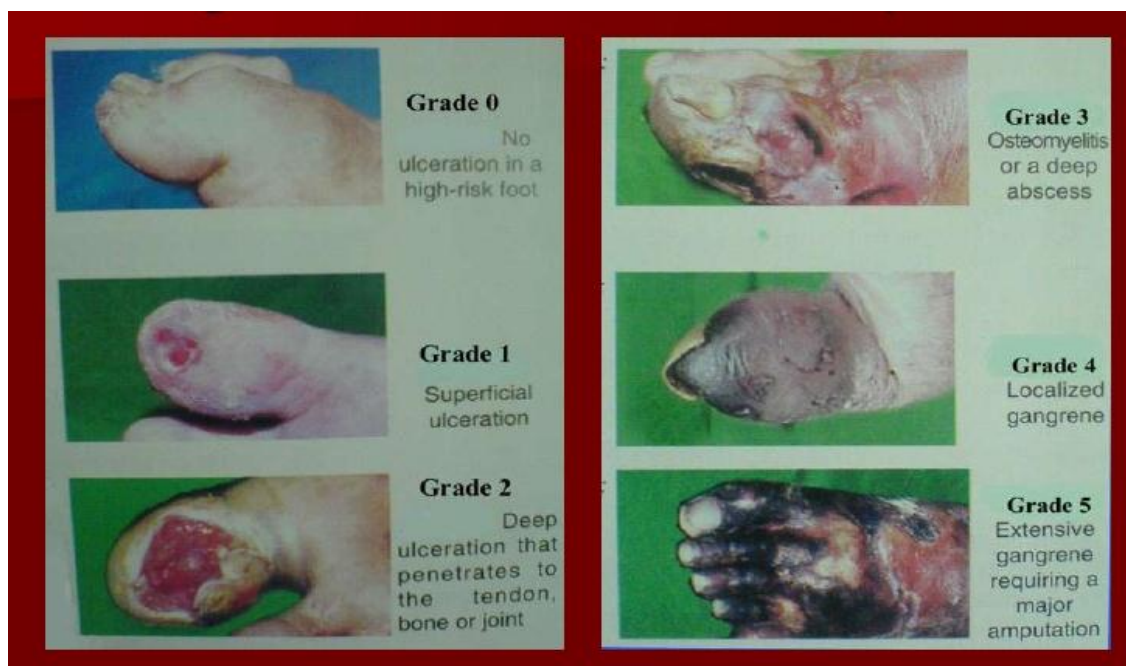 Grade 0
No
ulceration in a
high-risk foot
Grade 1
Superficial
ulceration
Grade 2
Deep
ulceration that
penetrates to
the tendon,
bone or joint
Grade 3
Osteomyelitis
or a deep
abscess
Grade 4
Localized
gangrene
Grade 5
Extensive
gangrene
requiring a
major
amputation